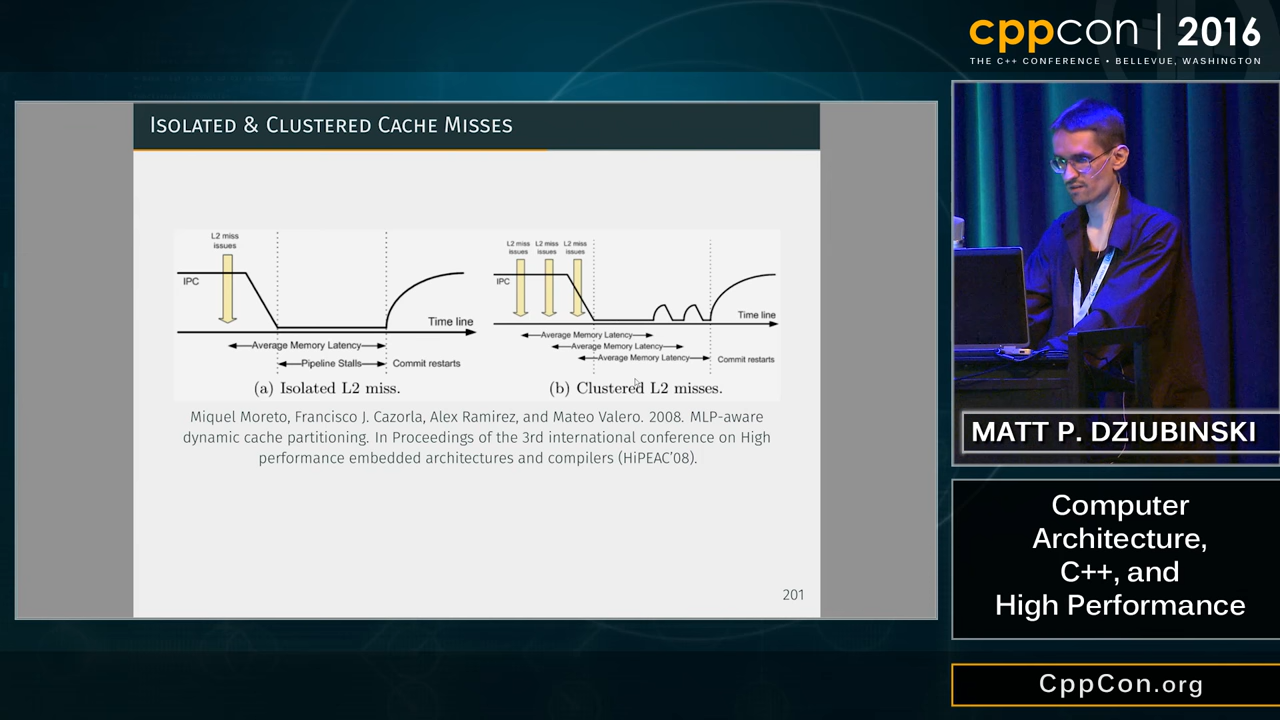 cppcon | 2016
THE C++ CONFERENCE • BELLEVUE, WASHINGTON
ISOLATED & CLUSTERED CACHE MISSES
L2 miss
issues
IPC
Time line
Average Memory Latency
Pipeline Stalls
Commit restarts
(a) Isolated L2 miss.
L2 miss L2 miss L2 miss
issues issues issues
IPC
Time line
Average Memory Latency
Average Memory Latency
Average Memory Latency
Commit restarts
(b) Clustered L2 misses.
Miquel Moreto, Francisco J. Cazorla, Alex Ramirez, and Mateo Valero. 2008. MLP-aware
dynamic cache partitioning. In Proceedings of the 3rd international conference on High
performance embedded architectures and compilers (HiPEAC'08).
201
MATT P. DZIUBINSKI
Computer
Architecture,
C++, and
High Performance
CppCon.org